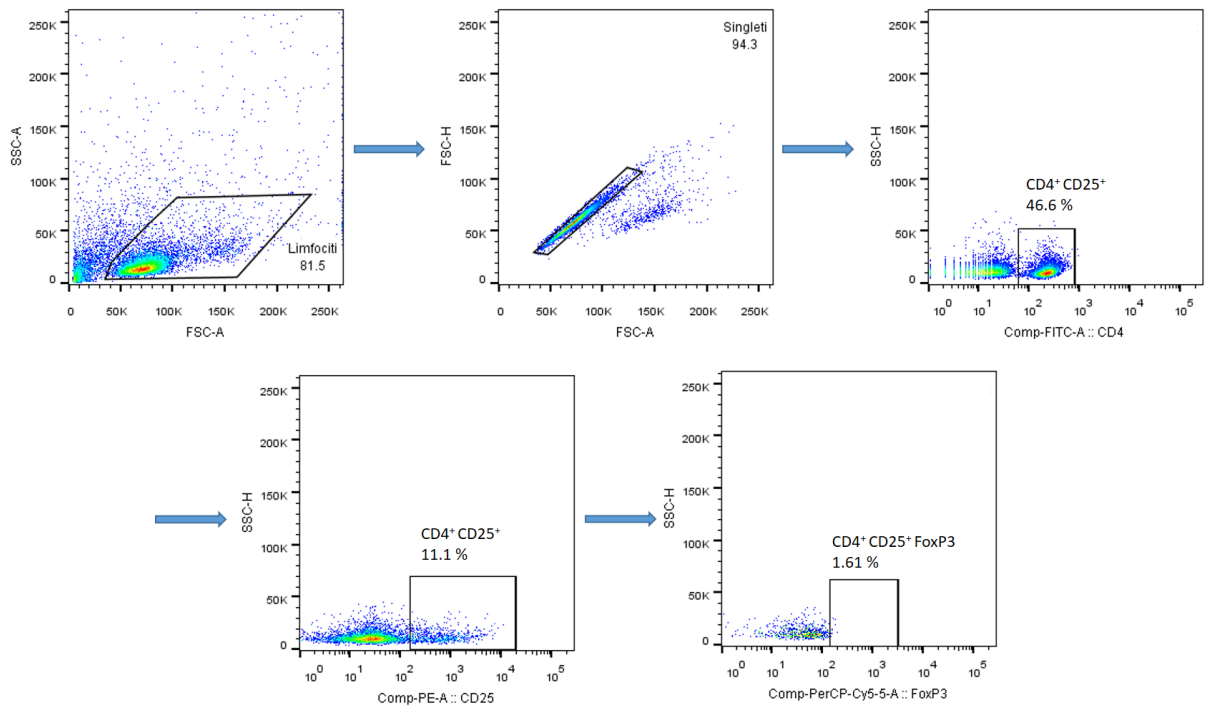 250K
200K
150K
100K
50K
0
SSC-A
Limfociti
81.5
0 50K 100K 150K 200K 250K
FSC-A
250K
200K
150K
100K
50K
0
FSC-H
Singleti
94.3
0 50K 100K 150K 200K 250K
FSC-A
250K
200K
150K
100K
50K
0
SSC-H
CD4⁺ CD25⁺
46.6 %
0 10¹ 10² 10³ 10⁴ 10⁵
Comp-FITC-A :: CD4
250K
200K
150K
100K
50K
0
SSC-H
CD4⁺ CD25⁺
11.1 %
10⁰ 10¹ 10² 10³ 10⁴ 10⁵
Comp-PE-A :: CD25
250K
200K
150K
100K
50K
0
SSC-H
CD4⁺ CD25⁺ FoxP3
1.61 %
10⁰ 10¹ 10² 10³ 10⁴ 10⁵
Comp-PerCP-Cy5-5-A :: FoxP3